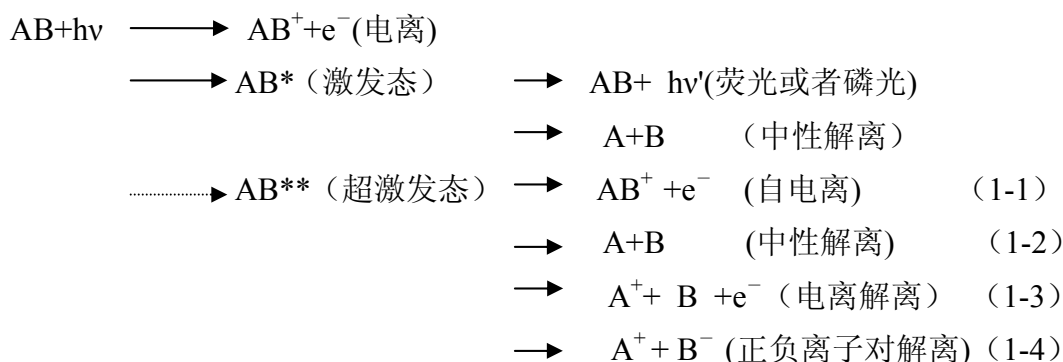 AB+hν ⟶ AB⁺+e⁻(电离)
⟶ AB*(激发态) → AB+ hν'(荧光或者磷光)
→ A+B (中性解离)
⟶ AB**(超激发态) → AB⁺ +e⁻ (自电离) (1-1)
→ A+B (中性解离) (1-2)
→ A⁺+ B +e⁻(电离解离) (1-3)
→ A⁺ + B⁻ (正负离子对解离)(1-4)